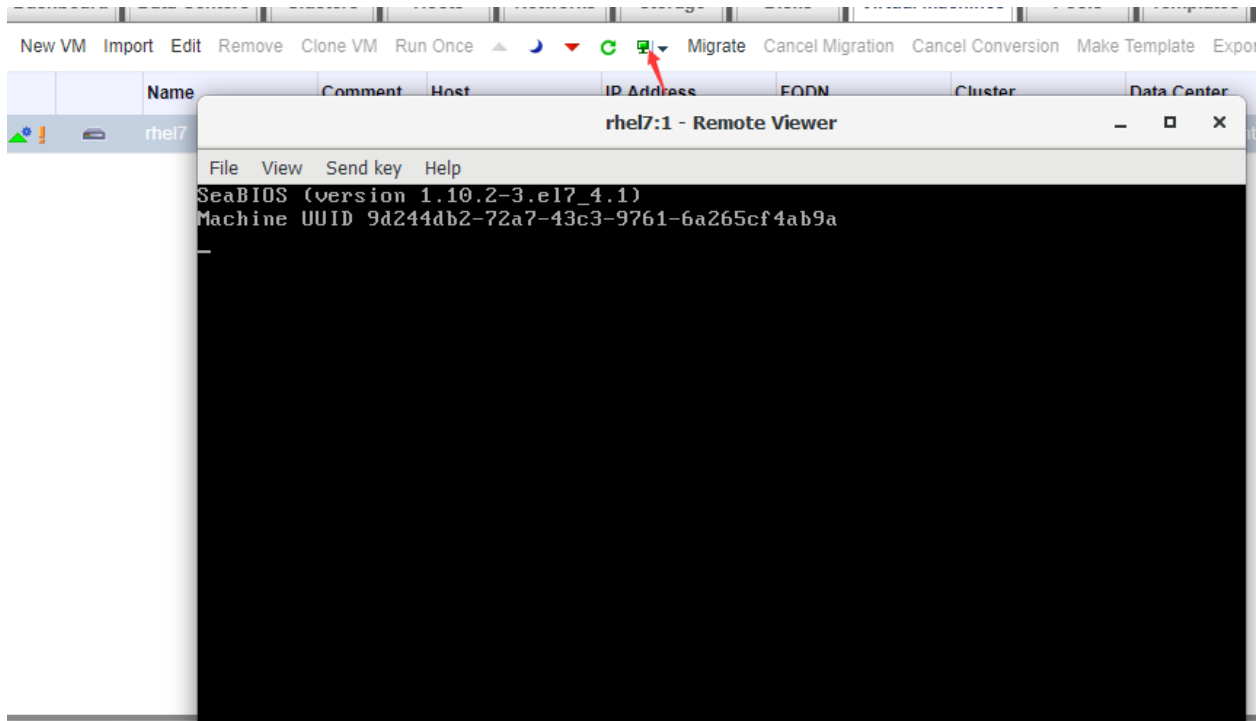 New VM Import Edit Remove Clone VM Run Once Migrate Cancel Migration Cancel Conversion Make Template
Name Comment Host IP Address FQDN Cluster Data Center
rhel7
rhel7:1 - Remote Viewer
File View Send key Help
SeaBIOS (version 1.10.2-3.el7_4.1)
Machine UUID 9d244db2-72a7-43c3-9761-6a265cf4ab9a